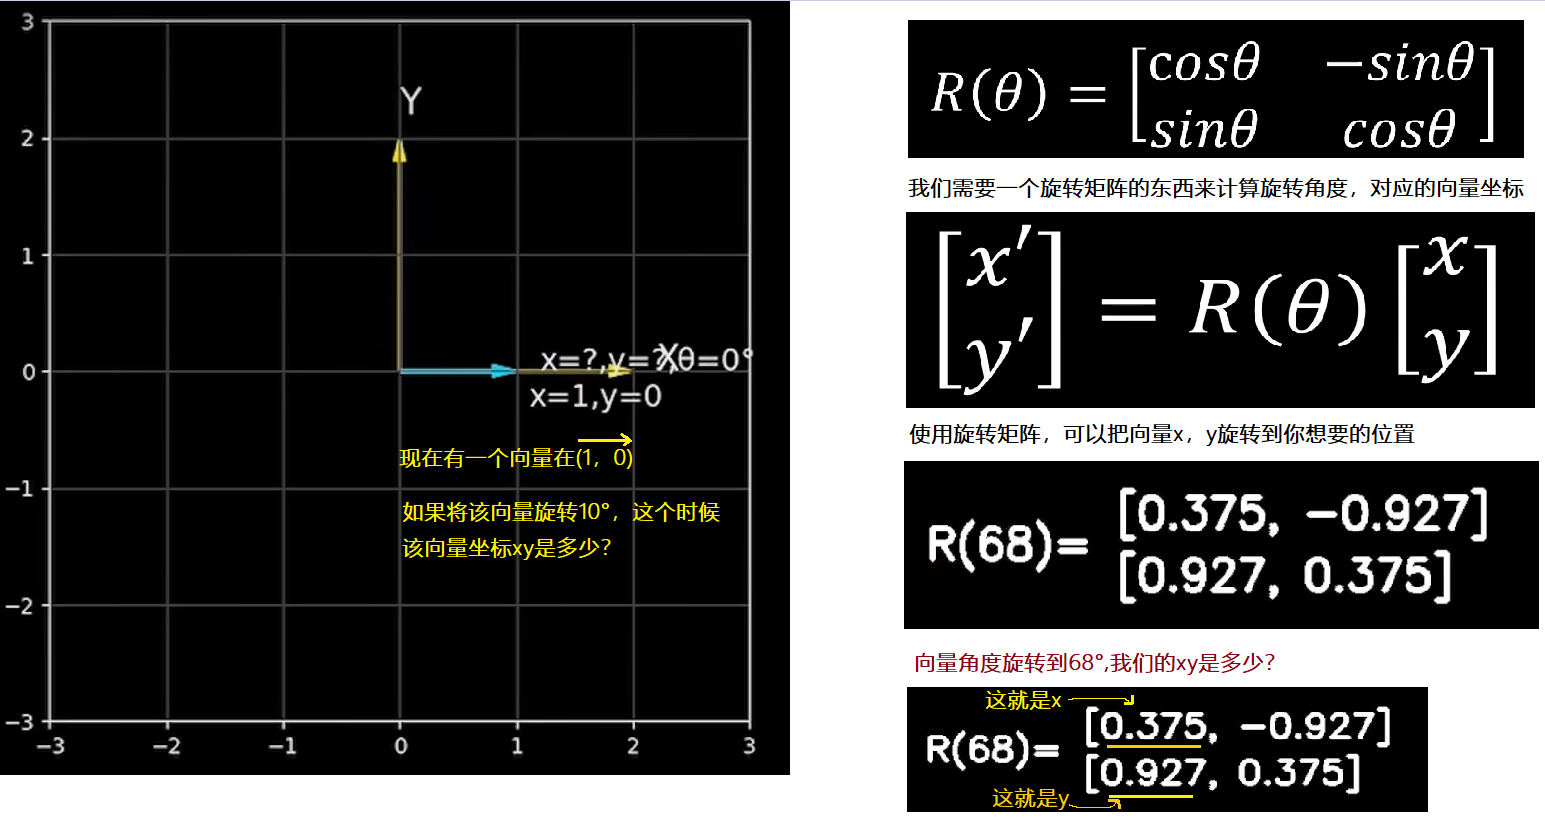 3
2
1
0
−1
−2
−3
−3
−2
−1
0
1
2
3
Y
X
x=?,y=?,θ=0°
x=1,y=0
现在有一个向量在(1，0)
如果将该向量旋转10°，这个时候
该向量坐标xy是多少？
R(θ) = [cosθ −sinθ
sinθ cosθ]
我们需要一个旋转矩阵的东西来计算旋转角度，对应的向量坐标
[x′
y′] = R(θ) [x
y]
使用旋转矩阵，可以把向量x，y旋转到你想要的位置
R(68)= [0.375, −0.927]
[0.927, 0.375]
向量角度旋转到68°,我们的xy是多少？
这就是x
R(68)= [0.375, −0.927]
[0.927, 0.375]
这就是y